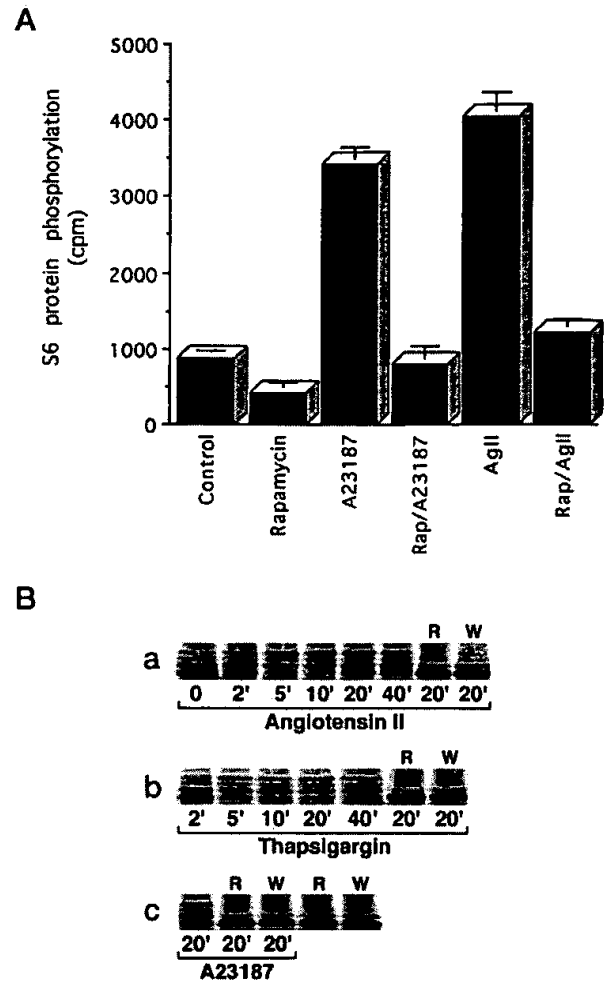 A
5000
4000
3000
2000
1000
0
S6 protein phosphorylation
(cpm)
Control
Rapamycin
A23187
Rap/A23187
AgII
Rap/AgII
B
R W
a
0 2' 5' 10' 20' 40' 20' 20'
Angiotensin II
R W
b
2' 5' 10' 20' 40' 20' 20'
Thapsigargin
R W R W
c
20' 20' 20'
A23187